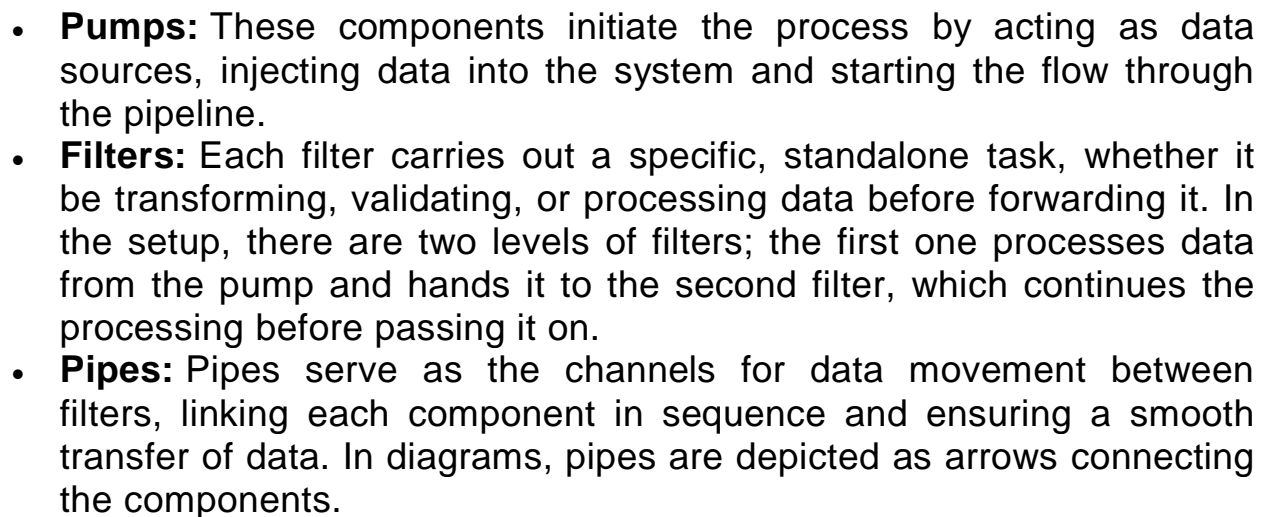 • Pumps: These components initiate the process by acting as data
sources, injecting data into the system and starting the flow through
the pipeline.
• Filters: Each filter carries out a specific, standalone task, whether it
be transforming, validating, or processing data before forwarding it. In
the setup, there are two levels of filters; the first one processes data
from the pump and hands it to the second filter, which continues the
processing before passing it on.
• Pipes: Pipes serve as the channels for data movement between
filters, linking each component in sequence and ensuring a smooth
transfer of data. In diagrams, pipes are depicted as arrows connecting
the components.